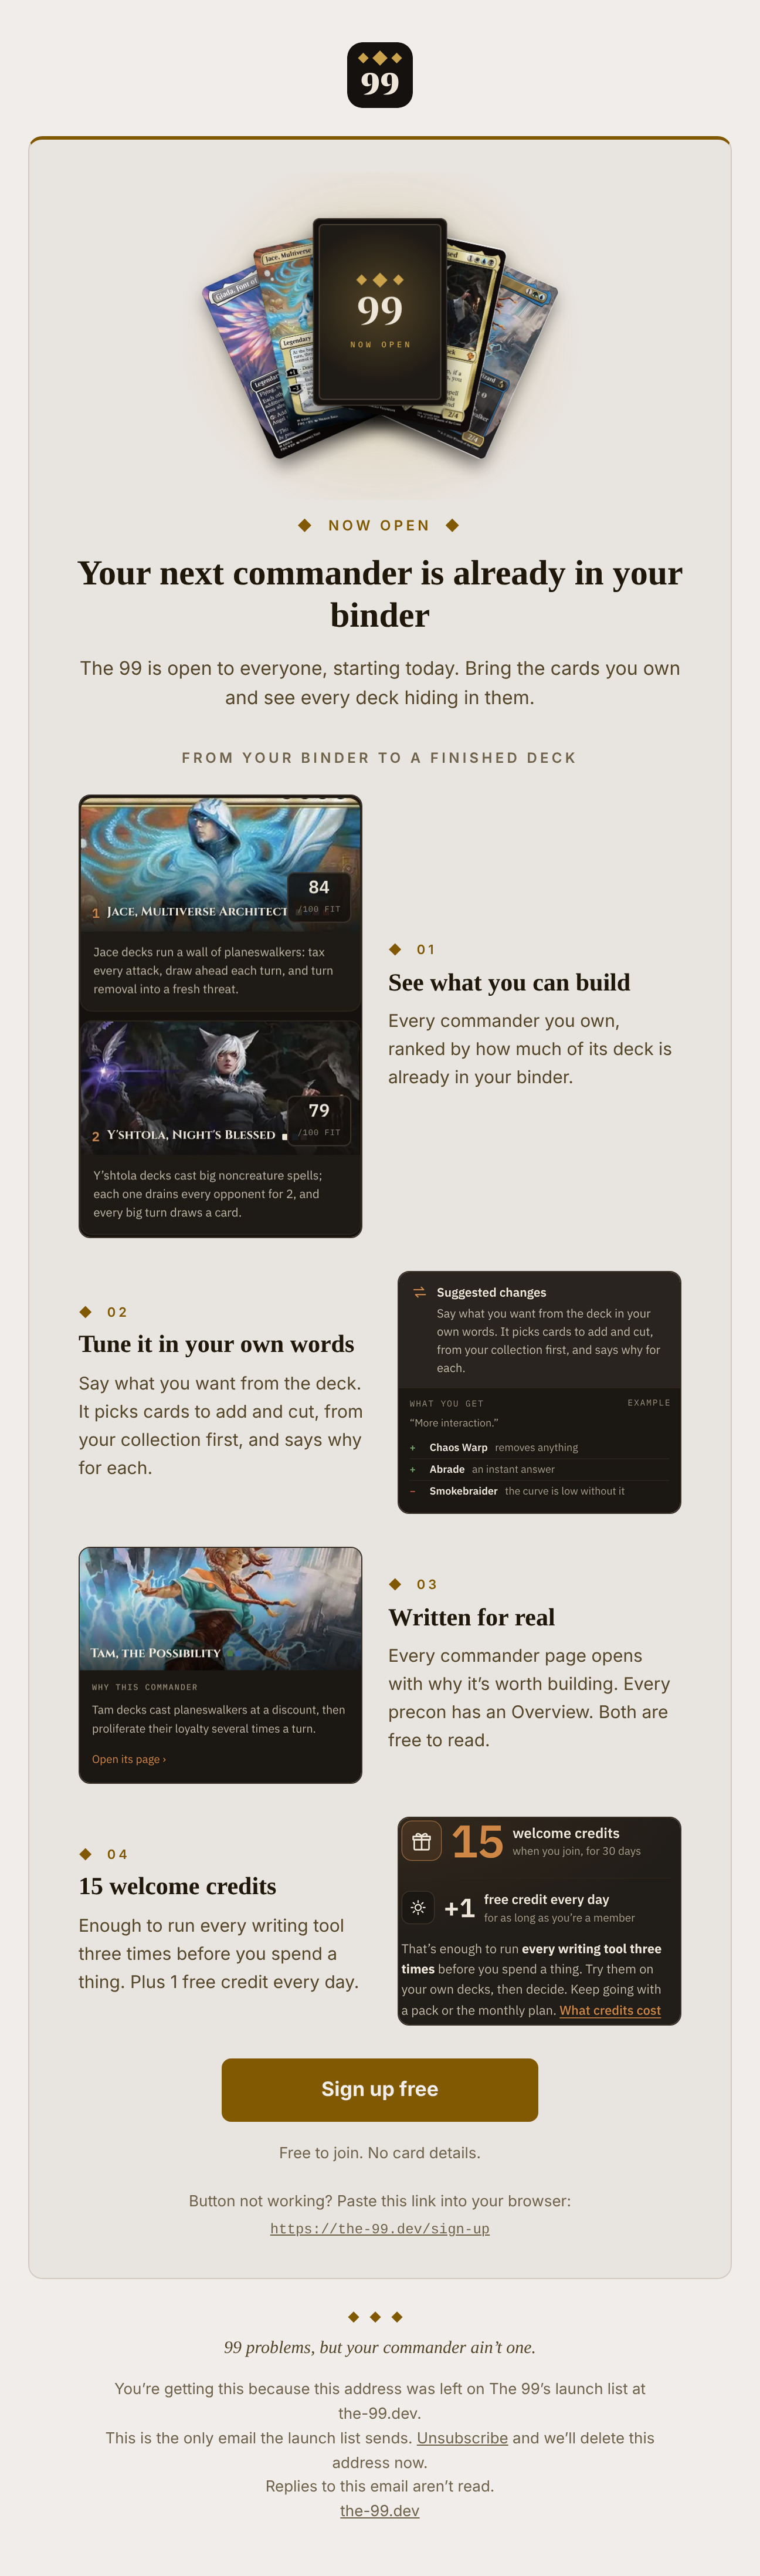 99
Giada, Font of
Jace, Multiverse
Legendary
99
NOW OPEN
2/4
2/4
NOW OPEN
Your next commander is already in your
binder
The 99 is open to everyone, starting today. Bring the cards you own
and see every deck hiding in them.
FROM YOUR BINDER TO A FINISHED DECK
84
/100 FIT
1 JACE, MULTIVERSE ARCHITECT
Jace decks run a wall of planeswalkers: tax
every attack, draw ahead each turn, and turn
removal into a fresh threat.
79
/100 FIT
2 Y'SHTOLA, NIGHT'S BLESSED
Y'shtola decks cast big noncreature spells;
each one drains every opponent for 2, and
every big turn draws a card.
01
See what you can build
Every commander you own,
ranked by how much of its deck is
already in your binder.
02
Tune it in your own words
Say what you want from the deck.
It picks cards to add and cut, from
your collection first, and says why
for each.
Suggested changes
Say what you want from the deck in your
own words. It picks cards to add and cut,
from your collection first, and says why for
each.
WHAT YOU GET EXAMPLE
“More interaction.”
+ Chaos Warp removes anything
+ Abrade an instant answer
− Smokebraider the curve is low without it
TAM, THE POSSIBILITY
WHY THIS COMMANDER
Tam decks cast planeswalkers at a discount, then
proliferate their loyalty several times a turn.
Open its page ›
03
Written for real
Every commander page opens
with why it’s worth building. Every
precon has an Overview. Both are
free to read.
04
15 welcome credits
Enough to run every writing tool
three times before you spend a
thing. Plus 1 free credit every day.
15 welcome credits
when you join, for 30 days
+1 free credit every day
for as long as you’re a member
That’s enough to run every writing tool three
times before you spend a thing. Try them on
your own decks, then decide. Keep going with
a pack or the monthly plan. What credits cost
Sign up free
Free to join. No card details.
Button not working? Paste this link into your browser:
https://the-99.dev/sign-up
99 problems, but your commander ain’t one.
You’re getting this because this address was left on The 99’s launch list at
the-99.dev.
This is the only email the launch list sends. Unsubscribe and we’ll delete this
address now.
Replies to this email aren’t read.
the-99.dev